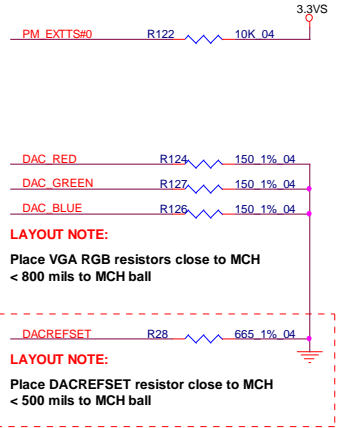 3.3VS
PM_EXTTS#0 R122 10K_04
DAC_RED R124 150_1%_04
DAC_GREEN R127 150_1%_04
DAC_BLUE R126 150_1%_04
LAYOUT NOTE:
Place VGA RGB resistors close to MCH
< 800 mils to MCH ball
DACREFSET R28 665_1%_04
LAYOUT NOTE:
Place DACREFSET resistor close to MCH
< 500 mils to MCH ball